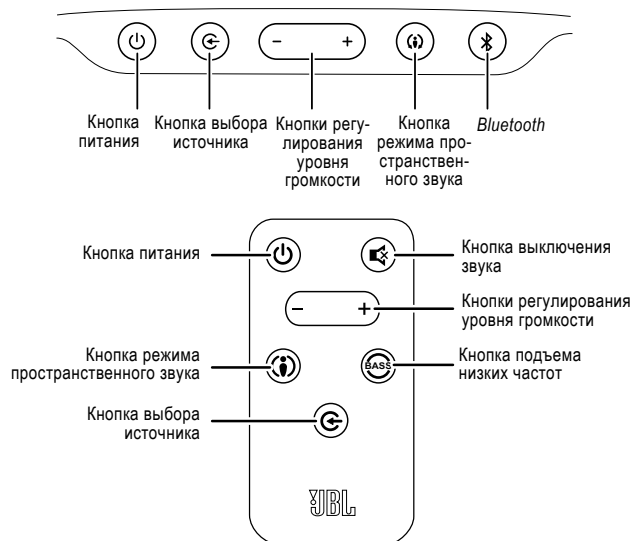 Кнопка
питания
Кнопка выбора
источника
Кнопки регу-
лирования
уровня
громкости
Кнопка
режима про-
странствен-
ного звука
Bluetooth
Кнопка питания
Кнопка выключения
звука
Кнопки регулирования
уровня громкости
Кнопка режима
пространственного звука
BASS
Кнопка подъема
низких частот
Кнопка выбора
источника
JBL